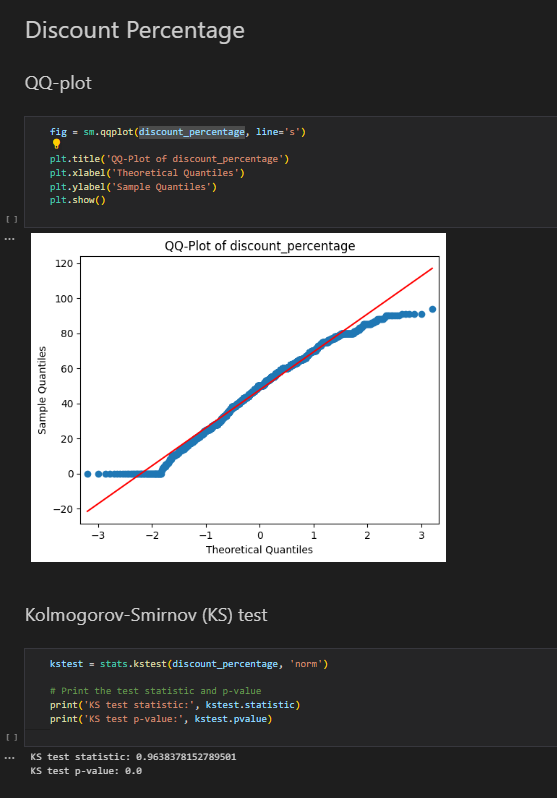 Discount Percentage
QQ-plot
fig = sm.qqplot(discount_percentage, line='s')
plt.title('QQ-Plot of discount_percentage')
plt.xlabel('Theoretical Quantiles')
plt.ylabel('Sample Quantiles')
plt.show()
[ ]
...
QQ-Plot of discount_percentage
120
100
80
60
40
20
0
−20
Sample Quantiles
−3 −2 −1 0 1 2 3
Theoretical Quantiles
Kolmogorov-Smirnov (KS) test
kstest = stats.kstest(discount_percentage, 'norm')
# Print the test statistic and p-value
print('KS test statistic:', kstest.statistic)
print('KS test p-value:', kstest.pvalue)
[ ]
...
KS test statistic: 0.9638378152789501
KS test p-value: 0.0